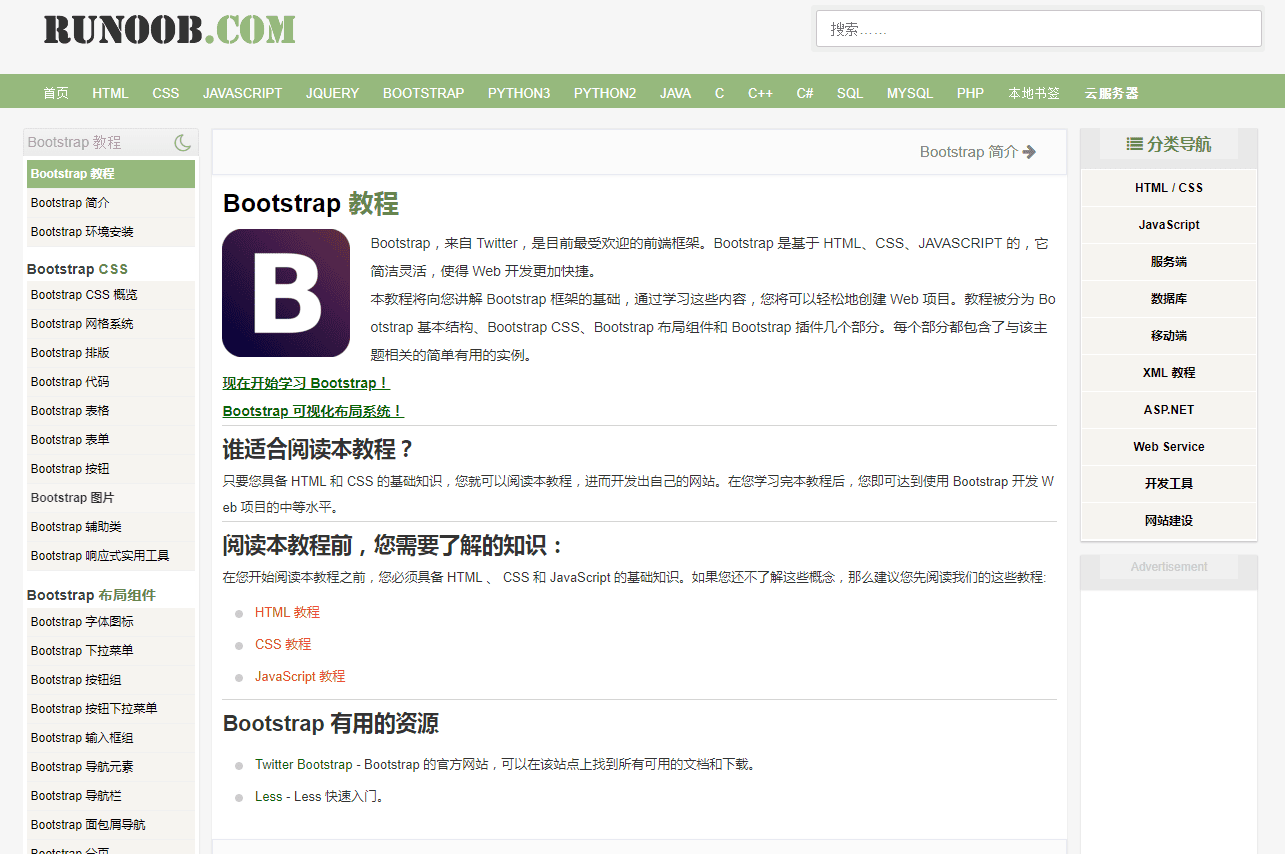 RUNOOB.COM
搜索……
首页 HTML CSS JAVASCRIPT JQUERY BOOTSTRAP PYTHON3 PYTHON2 JAVA C C++ C# SQL MYSQL PHP 本地书签 云服务器
Bootstrap 教程
Bootstrap 教程
Bootstrap 简介
Bootstrap 环境安装
Bootstrap CSS
Bootstrap CSS 概览
Bootstrap 网格系统
Bootstrap 排版
Bootstrap 代码
Bootstrap 表格
Bootstrap 表单
Bootstrap 按钮
Bootstrap 图片
Bootstrap 辅助类
Bootstrap 响应式实用工具
Bootstrap 布局组件
Bootstrap 字体图标
Bootstrap 下拉菜单
Bootstrap 按钮组
Bootstrap 按钮下拉菜单
Bootstrap 输入框组
Bootstrap 导航元素
Bootstrap 导航栏
Bootstrap 面包屑导航
Bootstrap 分页
Bootstrap 简介
Bootstrap 教程
B
Bootstrap，来自 Twitter，是目前最受欢迎的前端框架。Bootstrap 是基于 HTML、CSS、JAVASCRIPT 的，它
简洁灵活，使得 Web 开发更加快捷。
本教程将向您讲解 Bootstrap 框架的基础，通过学习这些内容，您将可以轻松地创建 Web 项目。教程被分为 Bo
otstrap 基本结构、Bootstrap CSS、Bootstrap 布局组件和 Bootstrap 插件几个部分。每个部分都包含了与该主
题相关的简单有用的实例。
现在开始学习 Bootstrap！
Bootstrap 可视化布局系统！
谁适合阅读本教程？
只要您具备 HTML 和 CSS 的基础知识，您就可以阅读本教程，进而开发出自己的网站。在您学习完本教程后，您即可达到使用 Bootstrap 开发 W
eb 项目的中等水平。
阅读本教程前，您需要了解的知识：
在您开始阅读本教程之前，您必须具备 HTML 、 CSS 和 JavaScript 的基础知识。如果您还不了解这些概念，那么建议您先阅读我们的这些教程:
HTML 教程
CSS 教程
JavaScript 教程
Bootstrap 有用的资源
Twitter Bootstrap - Bootstrap 的官方网站，可以在该站点上找到所有可用的文档和下载。
Less - Less 快速入门。
分类导航
HTML / CSS
JavaScript
服务端
数据库
移动端
XML 教程
ASP.NET
Web Service
开发工具
网站建设
Advertisement